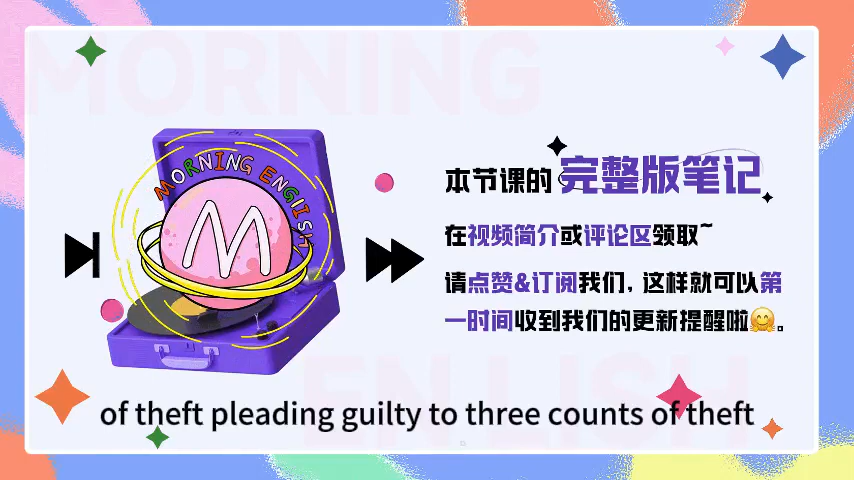 MORNING
MORNING ENGLISH
M
本节课的 完整版笔记
在视频简介或评论区领取~
请点赞&订阅我们, 这样就可以第
一时间收到我们的更新提醒啦🤗。
EN LISH
of theft pleading guilty to three counts of theft